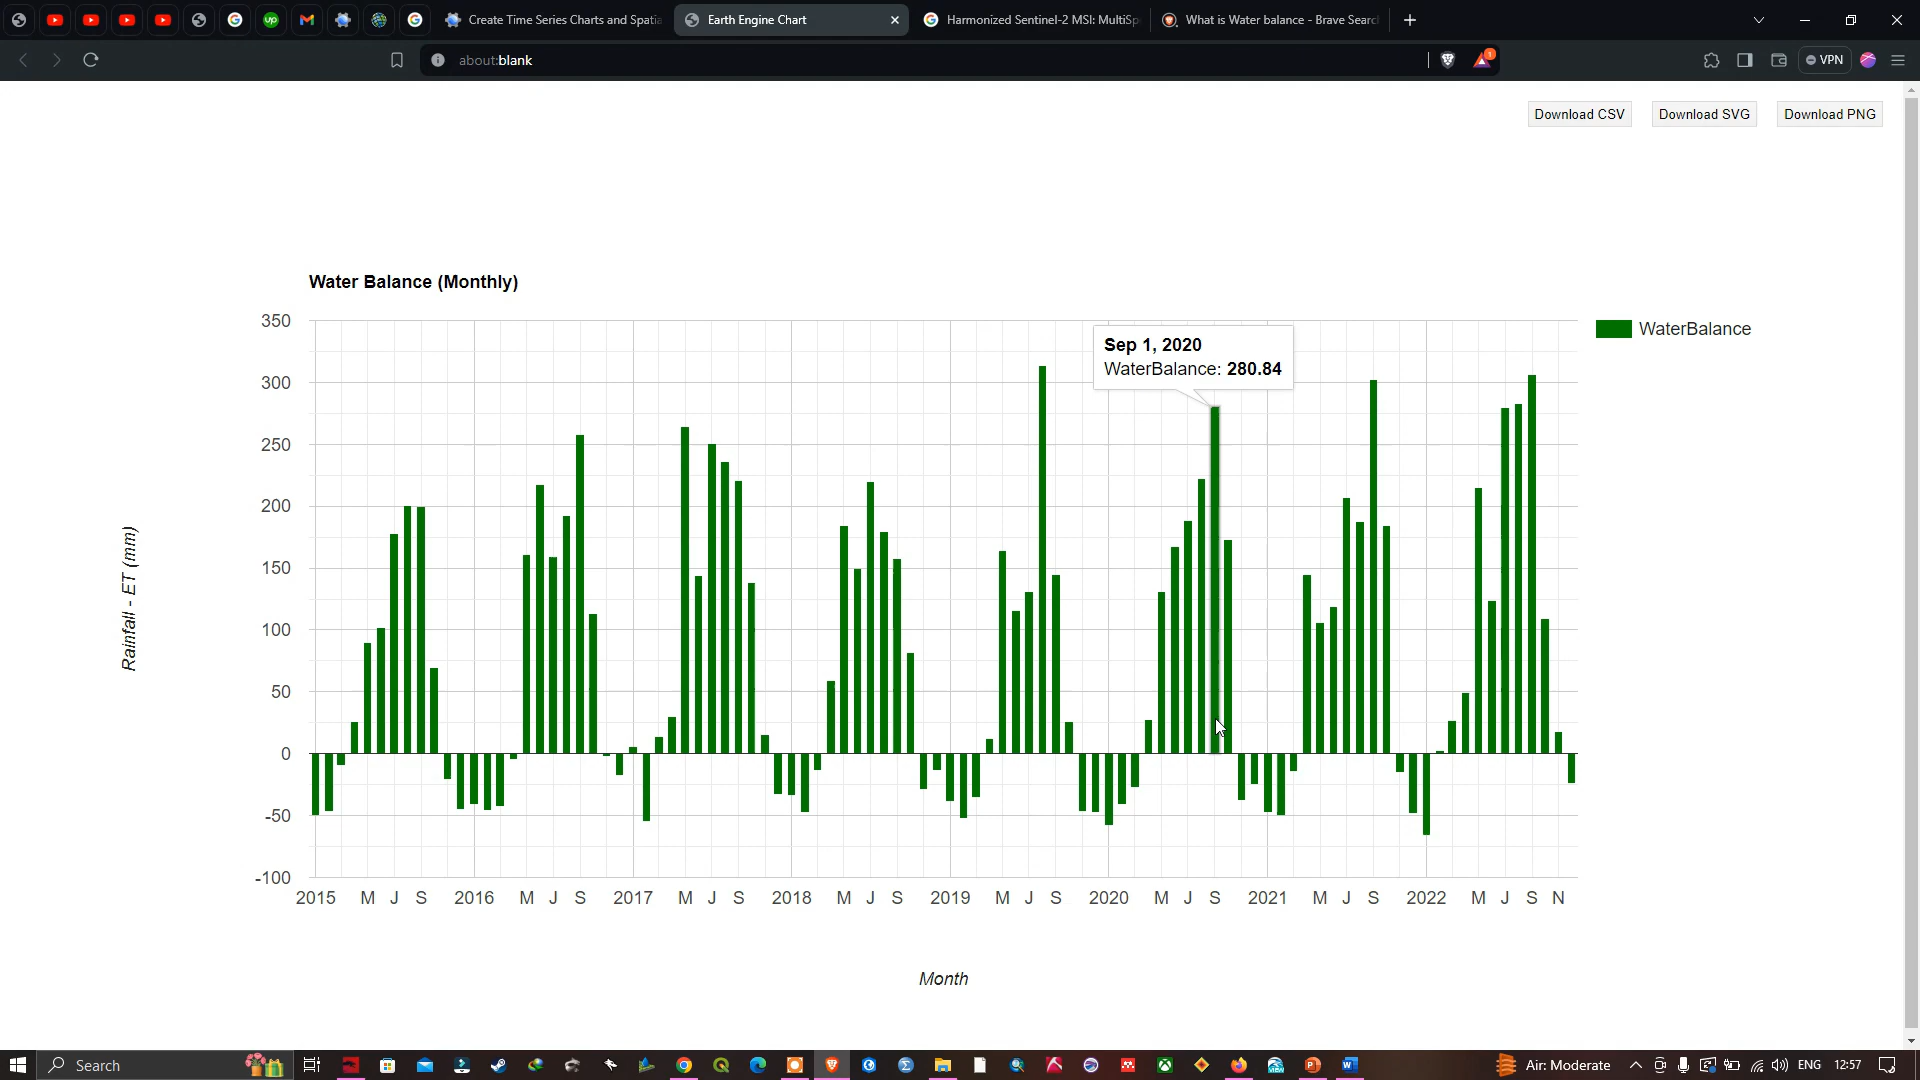 Create Time Series Charts and Spatia
Earth Engine Chart
Harmonized Sentinel-2 MSI: MultiSp
What is Water balance - Brave Searc
about:blank
1
VPN
Download CSV
Download SVG
Download PNG
Water Balance (Monthly)
WaterBalance
Sep 1, 2020
WaterBalance: 280.84
350
300
250
200
150
100
50
0
-50
-100
Rainfall - ET (mm)
2015 M J S 2016 M J S 2017 M J S 2018 M J S 2019 M J S 2020 M J S 2021 M J S 2022 M J S N
Month
Search
Air: Moderate
ENG
12:57